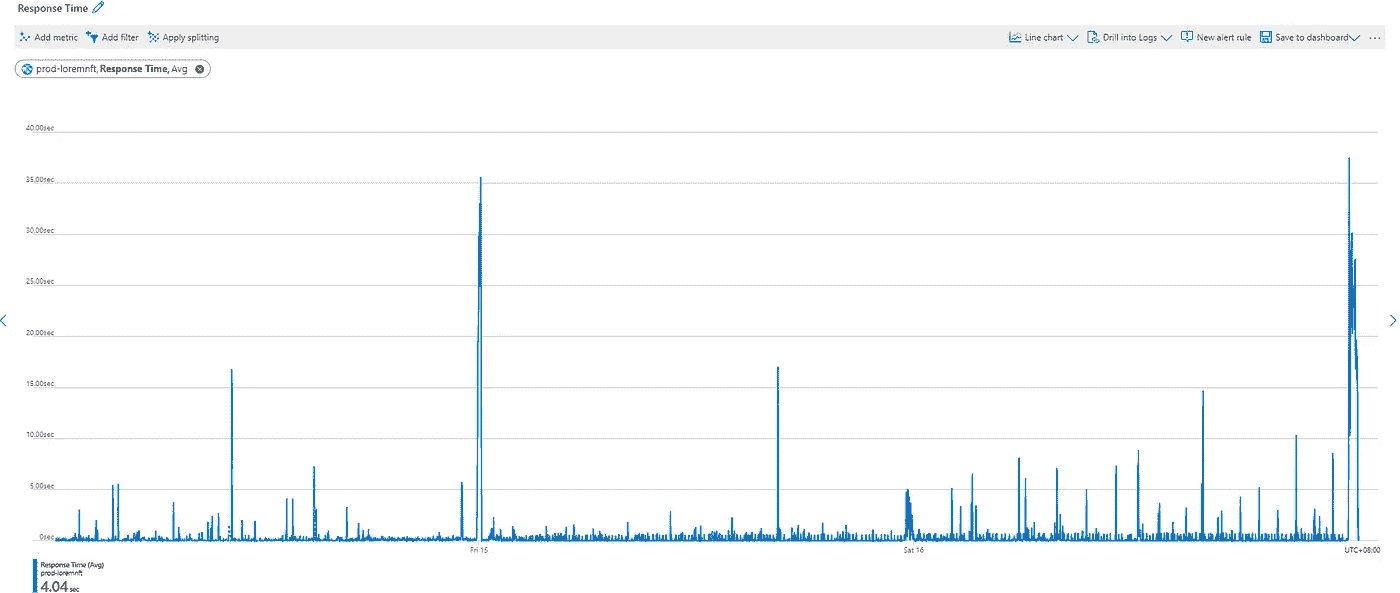 Response Time
Add metric Add filter Apply splitting Line chart Drill into Logs New alert rule Save to dashboard ...
prod-loremnft, Response Time, Avg
40.00sec
35.00sec
30.00sec
25.00sec
20.00sec
15.00sec
10.00sec
5.00sec
0sec
Fri 15 Sat 16 UTC+08:00
Response Time (Avg)
prod-loremnft
4.04 sec